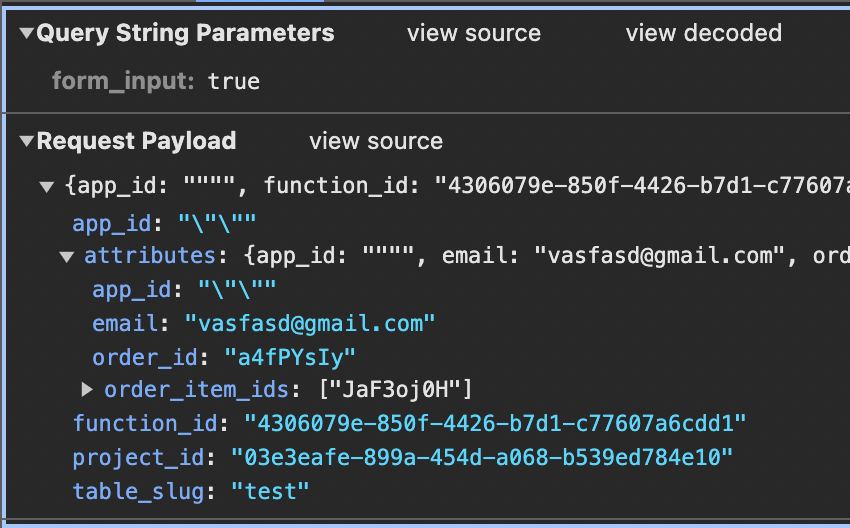 ▼Query String Parameters view source view decoded
form_input: true
▼Request Payload view source
▼ {app_id: """", function_id: "4306079e-850f-4426-b7d1-c77607a
app_id: "\"\""
▼ attributes: {app_id: """", email: "vasfasd@gmail.com", ord
app_id: "\"\""
email: "vasfasd@gmail.com"
order_id: "a4fPYsIy"
▶ order_item_ids: ["JaF3oj0H"]
function_id: "4306079e-850f-4426-b7d1-c77607a6cdd1"
project_id: "03e3eafe-899a-454d-a068-b539ed784e10"
table_slug: "test"